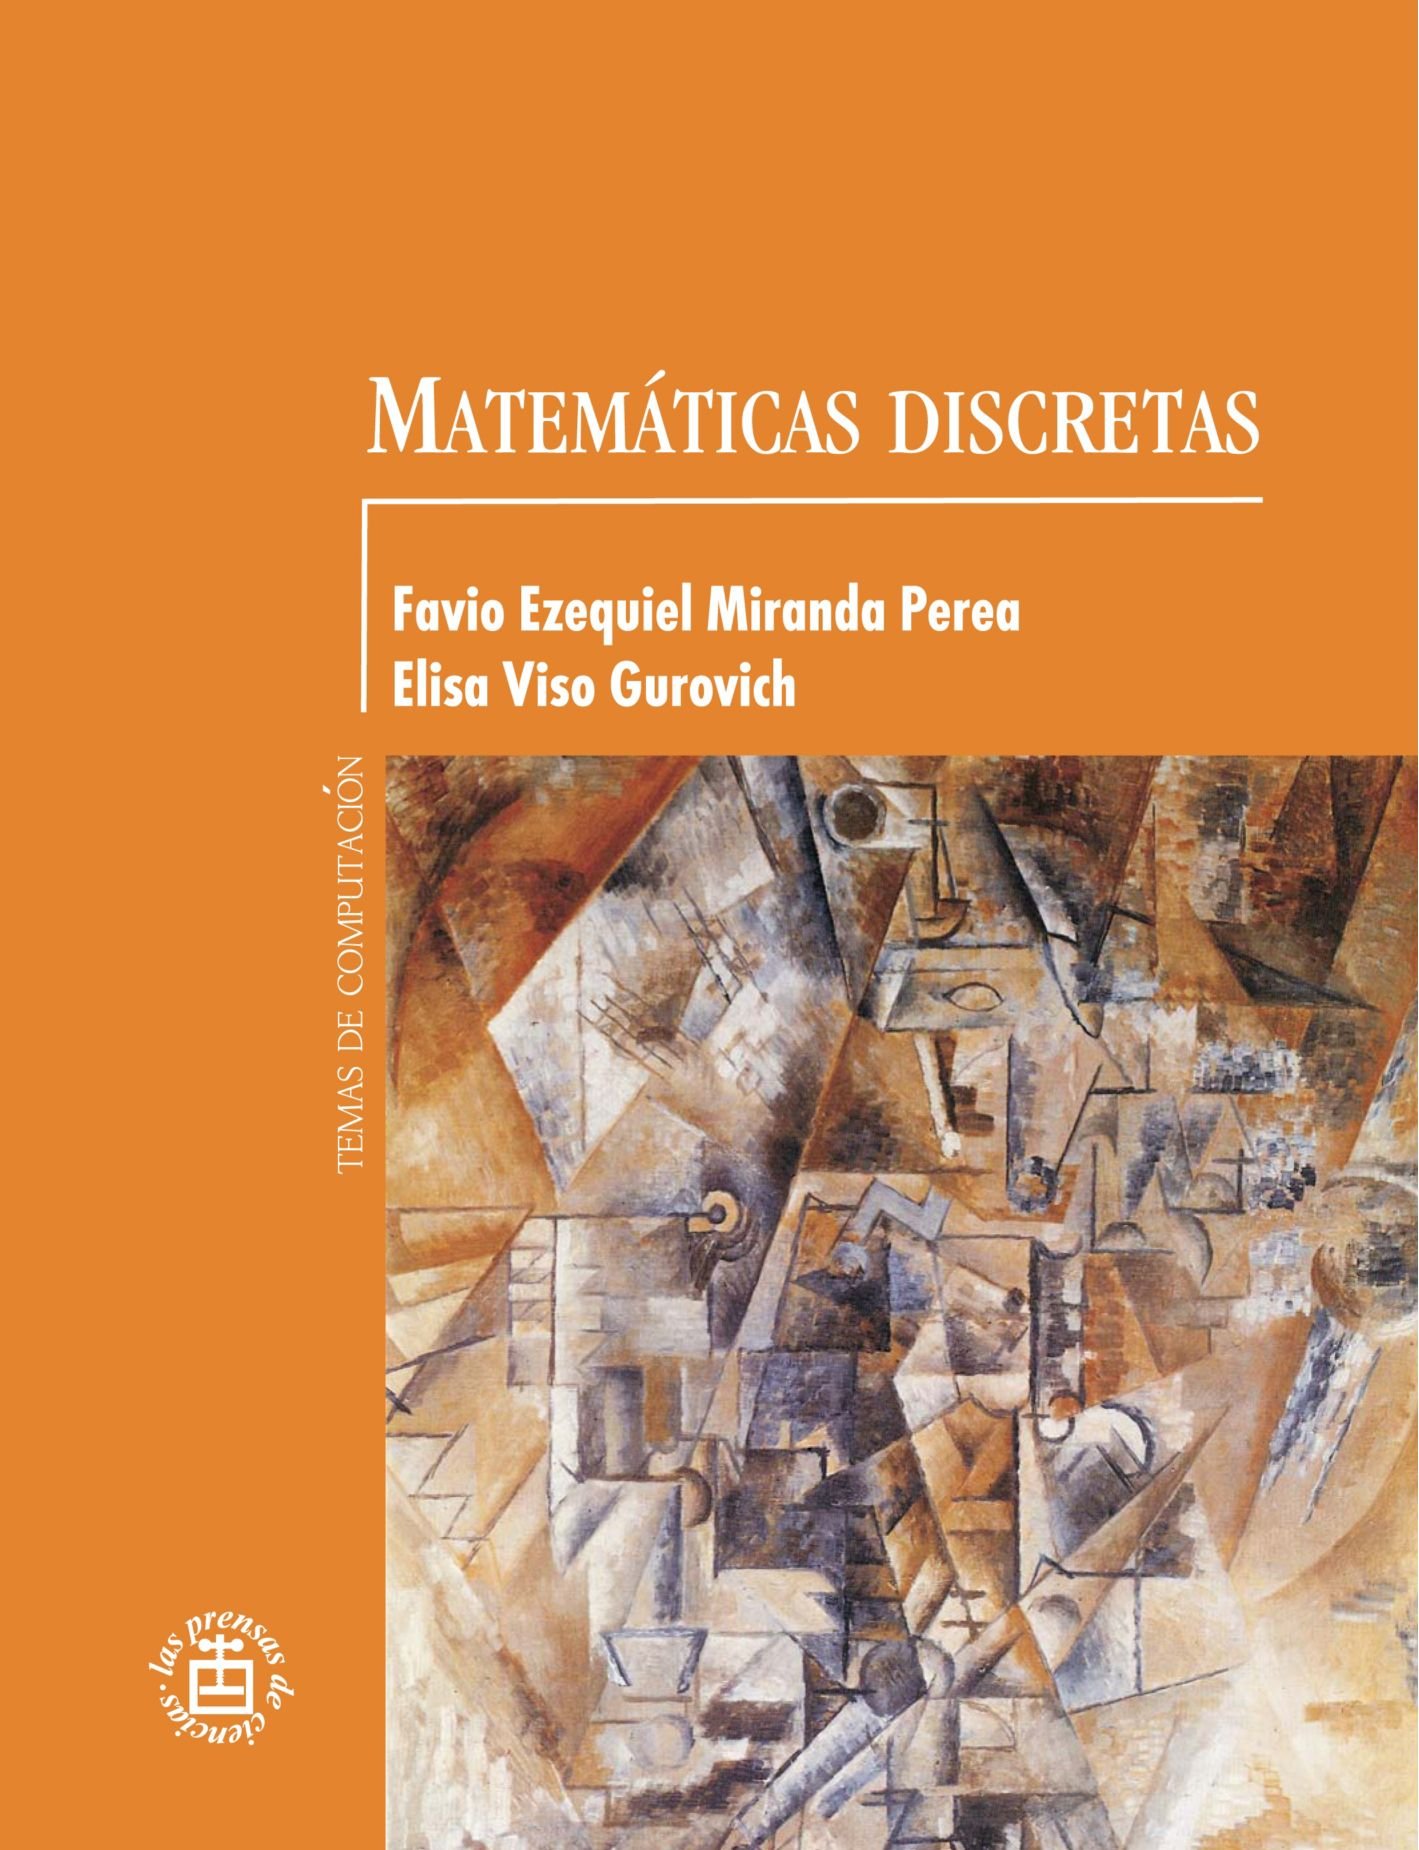 MATEMÁTICAS DISCRETAS
Favio Ezequiel Miranda Perea
Elisa Viso Gurovich
TEMAS DE COMPUTACIÓN
las prensas de ciencias.